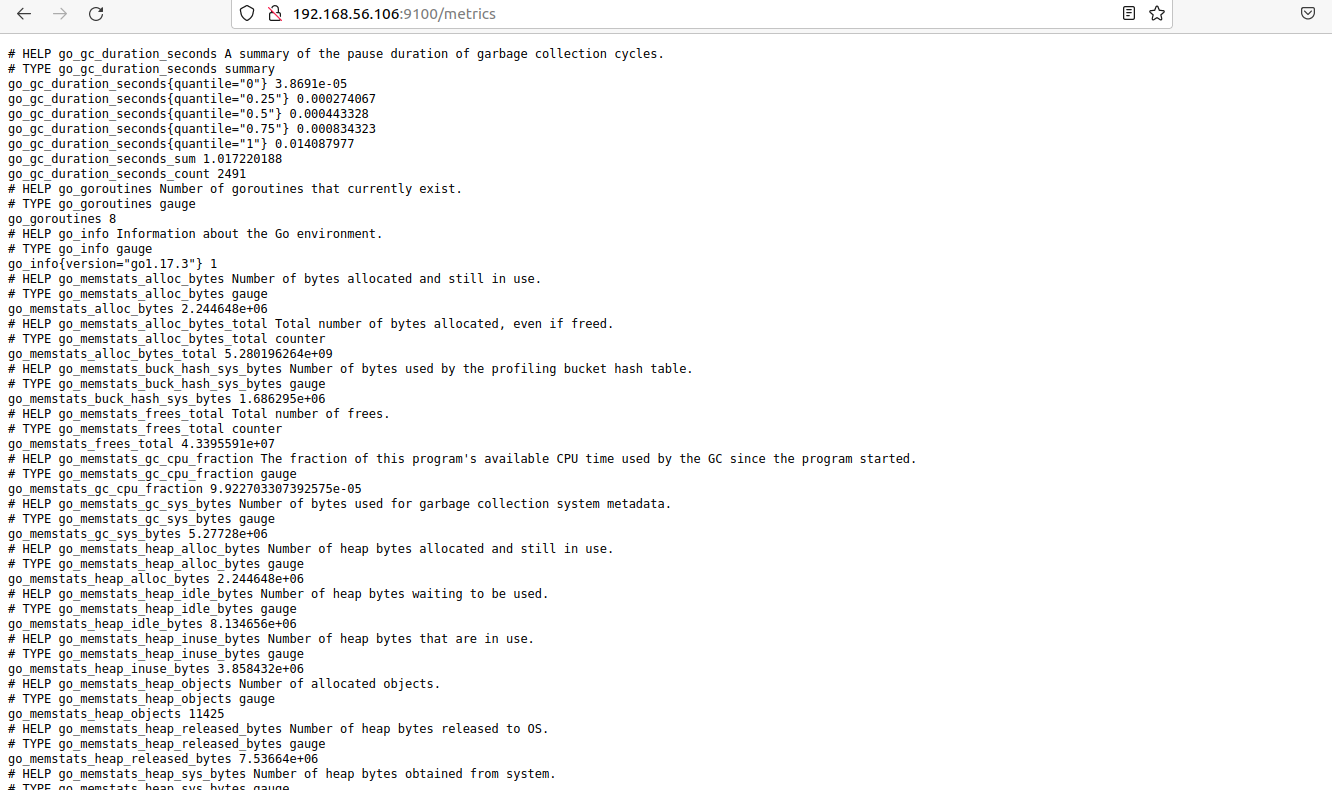 192.168.56.106:9100/metrics
# HELP go_gc_duration_seconds A summary of the pause duration of garbage collection cycles.
# TYPE go_gc_duration_seconds summary
go_gc_duration_seconds{quantile="0"} 3.8691e-05
go_gc_duration_seconds{quantile="0.25"} 0.000274067
go_gc_duration_seconds{quantile="0.5"} 0.000443328
go_gc_duration_seconds{quantile="0.75"} 0.000834323
go_gc_duration_seconds{quantile="1"} 0.014087977
go_gc_duration_seconds_sum 1.017220188
go_gc_duration_seconds_count 2491
# HELP go_goroutines Number of goroutines that currently exist.
# TYPE go_goroutines gauge
go_goroutines 8
# HELP go_info Information about the Go environment.
# TYPE go_info gauge
go_info{version="go1.17.3"} 1
# HELP go_memstats_alloc_bytes Number of bytes allocated and still in use.
# TYPE go_memstats_alloc_bytes gauge
go_memstats_alloc_bytes 2.244648e+06
# HELP go_memstats_alloc_bytes_total Total number of bytes allocated, even if freed.
# TYPE go_memstats_alloc_bytes_total counter
go_memstats_alloc_bytes_total 5.280196264e+09
# HELP go_memstats_buck_hash_sys_bytes Number of bytes used by the profiling bucket hash table.
# TYPE go_memstats_buck_hash_sys_bytes gauge
go_memstats_buck_hash_sys_bytes 1.686295e+06
# HELP go_memstats_frees_total Total number of frees.
# TYPE go_memstats_frees_total counter
go_memstats_frees_total 4.3395591e+07
# HELP go_memstats_gc_cpu_fraction The fraction of this program's available CPU time used by the GC since the program started.
# TYPE go_memstats_gc_cpu_fraction gauge
go_memstats_gc_cpu_fraction 9.922703307392575e-05
# HELP go_memstats_gc_sys_bytes Number of bytes used for garbage collection system metadata.
# TYPE go_memstats_gc_sys_bytes gauge
go_memstats_gc_sys_bytes 5.27728e+06
# HELP go_memstats_heap_alloc_bytes Number of heap bytes allocated and still in use.
# TYPE go_memstats_heap_alloc_bytes gauge
go_memstats_heap_alloc_bytes 2.244648e+06
# HELP go_memstats_heap_idle_bytes Number of heap bytes waiting to be used.
# TYPE go_memstats_heap_idle_bytes gauge
go_memstats_heap_idle_bytes 8.134656e+06
# HELP go_memstats_heap_inuse_bytes Number of heap bytes that are in use.
# TYPE go_memstats_heap_inuse_bytes gauge
go_memstats_heap_inuse_bytes 3.858432e+06
# HELP go_memstats_heap_objects Number of allocated objects.
# TYPE go_memstats_heap_objects gauge
go_memstats_heap_objects 11425
# HELP go_memstats_heap_released_bytes Number of heap bytes released to OS.
# TYPE go_memstats_heap_released_bytes gauge
go_memstats_heap_released_bytes 7.53664e+06
# HELP go_memstats_heap_sys_bytes Number of heap bytes obtained from system.
# TYPE go_memstats_heap_sys_bytes gauge